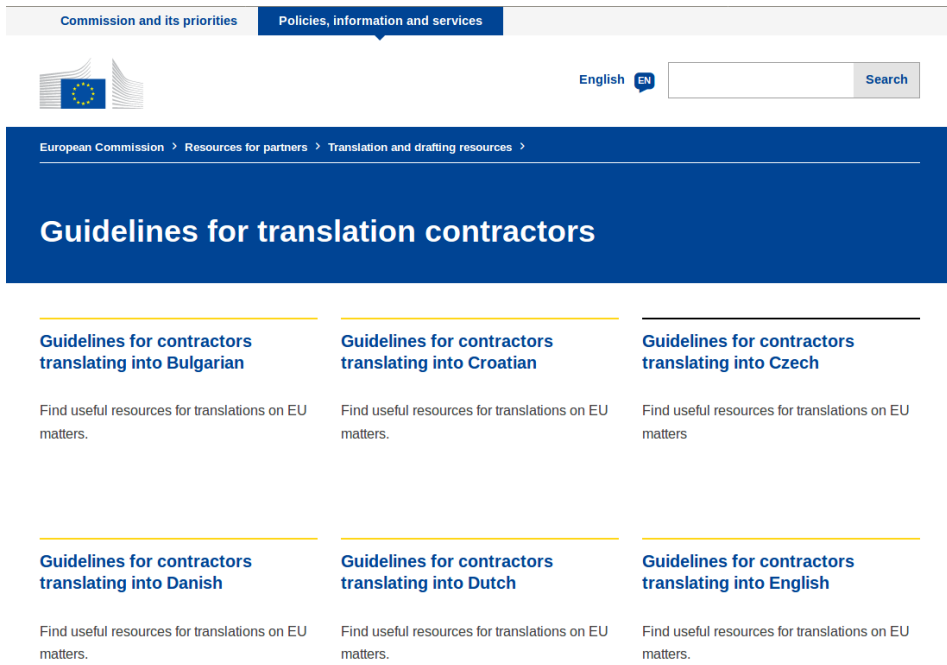 Commission and its priorities
Policies, information and services
English EN
Search
European Commission > Resources for partners > Translation and drafting resources >
Guidelines for translation contractors
Guidelines for contractors
translating into Bulgarian
Find useful resources for translations on EU
matters.
Guidelines for contractors
translating into Croatian
Find useful resources for translations on EU
matters.
Guidelines for contractors
translating into Czech
Find useful resources for translations on EU
matters
Guidelines for contractors
translating into Danish
Find useful resources for translations on EU
matters.
Guidelines for contractors
translating into Dutch
Find useful resources for translations on EU
matters.
Guidelines for contractors
translating into English
Find useful resources for translations on EU
matters.